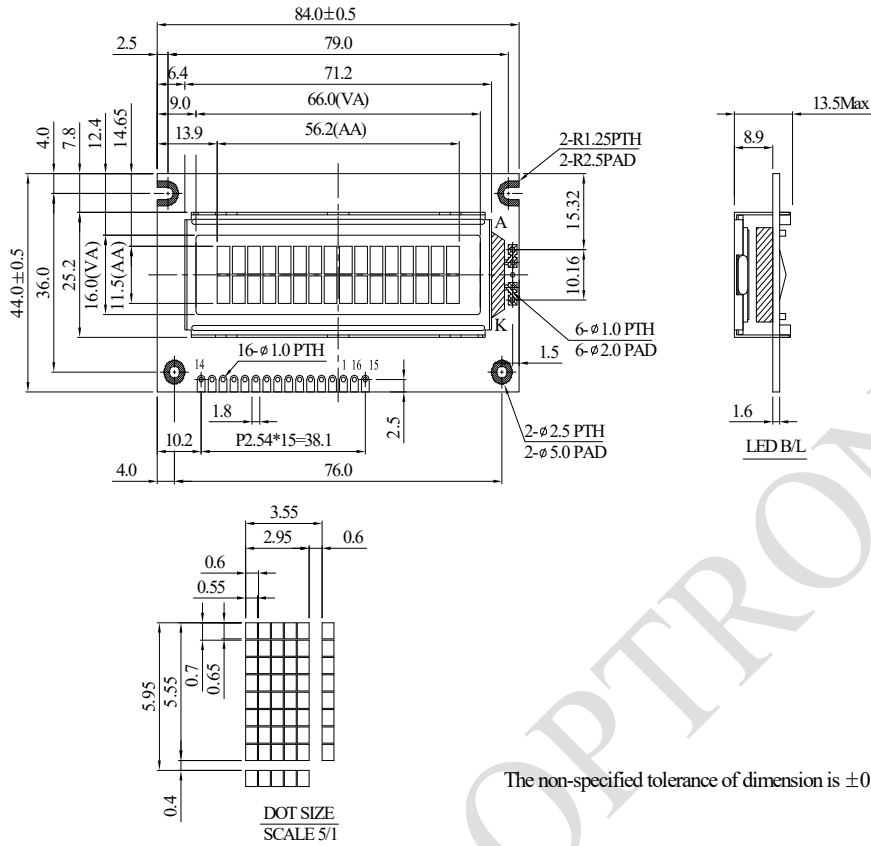 84.0±0.5
2.5
79.0
6.4
71.2
9.0
66.0(VA)
13.9
56.2(AA)
4.0
7.8
12.4
14.65
2-R1.25PTH
2-R2.5PAD
13.5Max
8.9
44.0±0.5
36.0
25.2
16.0(VA)
11.5(AA)
A
K
15.32
10.16
6-ø1.0 PTH
6-ø2.0 PAD
1.5
16-ø1.0 PTH
14
1 16 15
1.8
2.5
10.2
P2.54*15=38.1
2-ø2.5 PTH
2-ø5.0 PAD
4.0
76.0
1.6
LED B/L
3.55
2.95
0.6
0.6
0.55
5.95
5.55
0.7
0.65
0.4
DOT SIZE
SCALE 5/1
The non-specified tolerance of dimension is ±0.
OPTRON